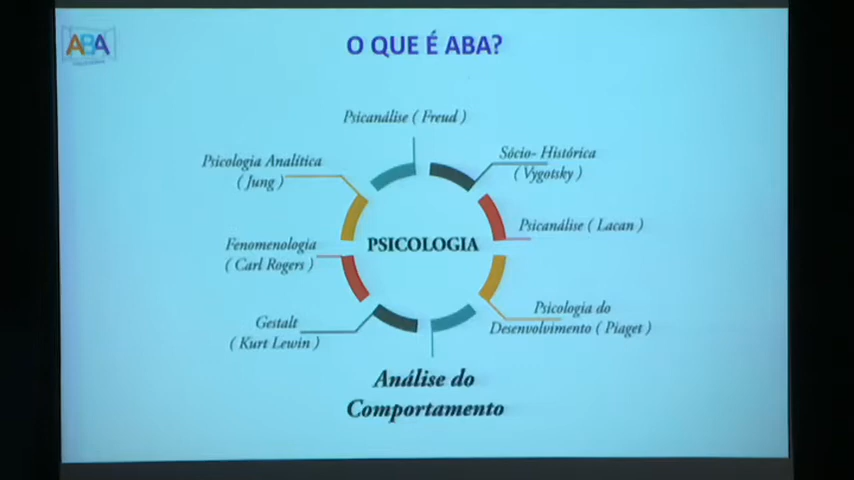 ABA
O QUE É ABA?
Psicanálise ( Freud )
Sócio- Histórica
( Vygotsky )
Psicologia Analítica
( Jung )
Psicanálise ( Lacan )
PSICOLOGIA
Fenomenologia
( Carl Rogers )
Psicologia do
Desenvolvimento ( Piaget )
Gestalt
( Kurt Lewin )
Análise do
Comportamento